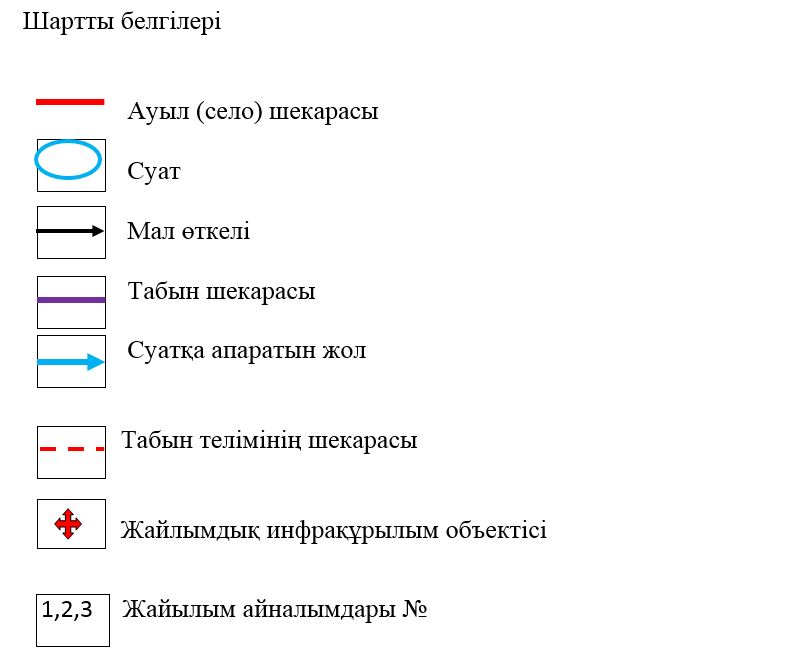 Шартты белгілері
Ауыл (село) шекарасы
Суат
Мал өткелі
Табын шекарасы
Суатқа апаратын жол
Табын телімінің шекарасы
Жайлымдық инфрақұрылым объектісі
1,2,3 Жайылым айналымдары №